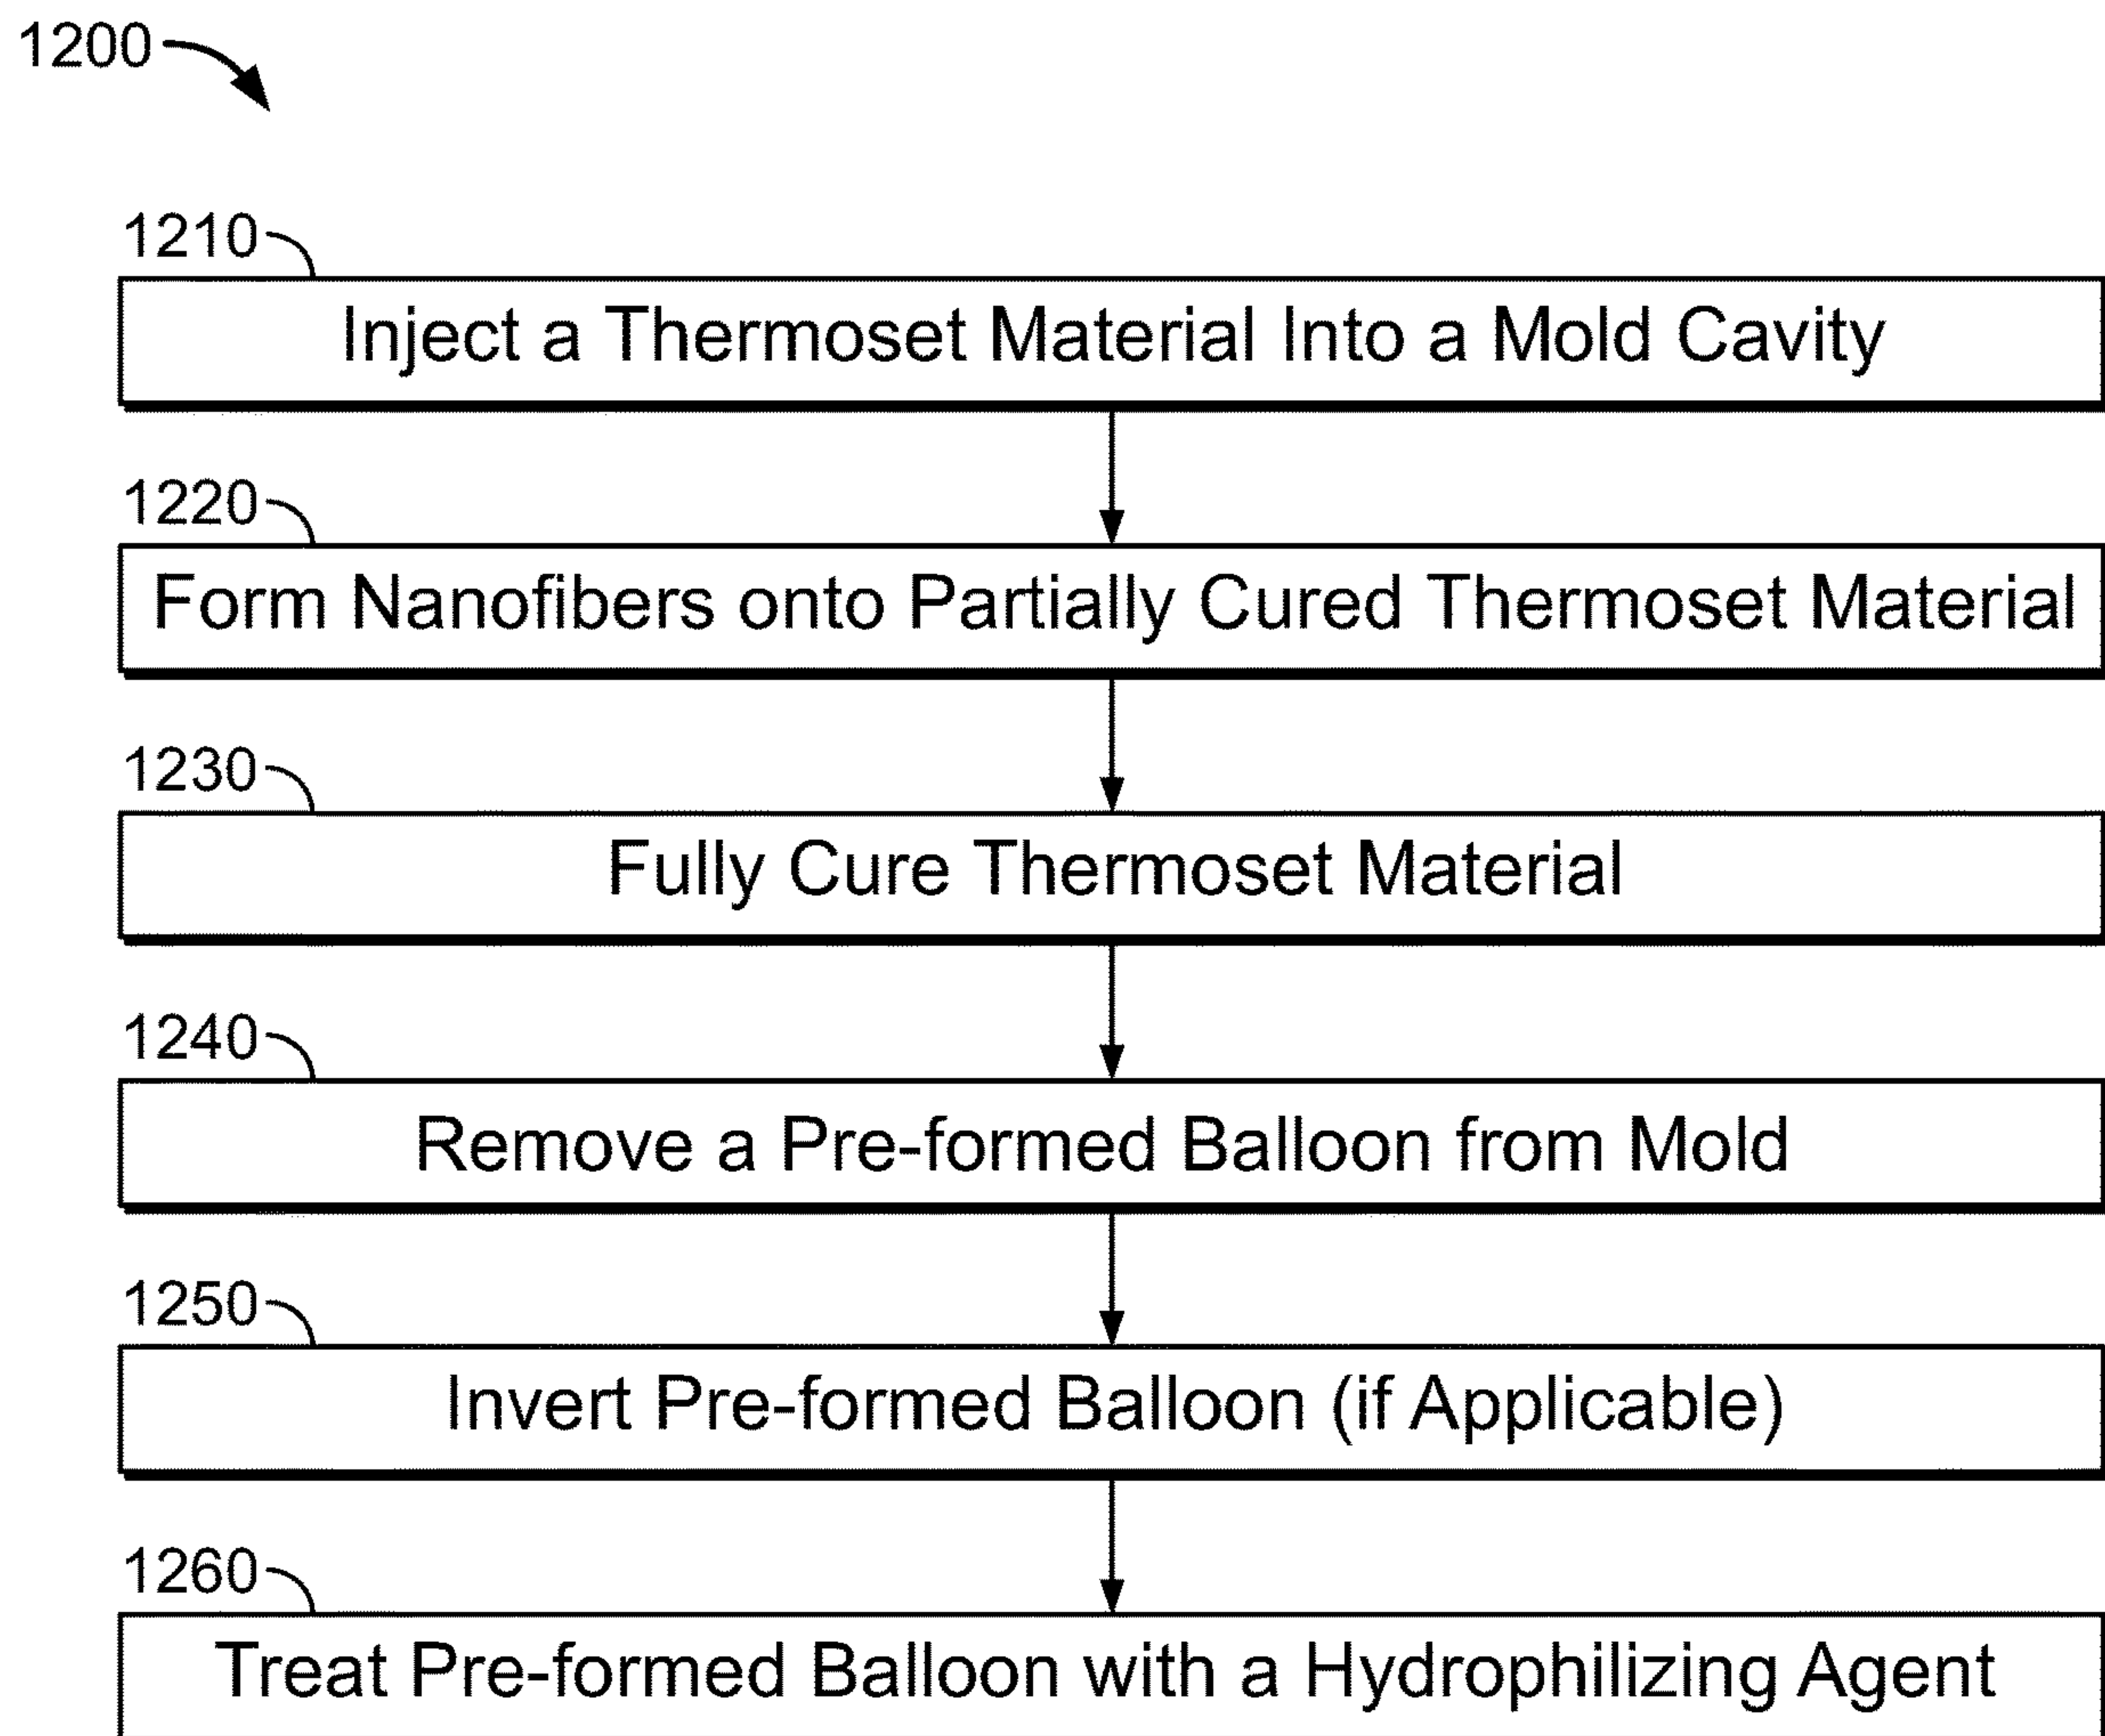 1200
1210
Inject a Thermoset Material Into a Mold Cavity
1220
Form Nanofibers onto Partially Cured Thermoset Material
1230
Fully Cure Thermoset Material
1240
Remove a Pre-formed Balloon from Mold
1250
Invert Pre-formed Balloon (if Applicable)
1260
Treat Pre-formed Balloon with a Hydrophilizing Agent